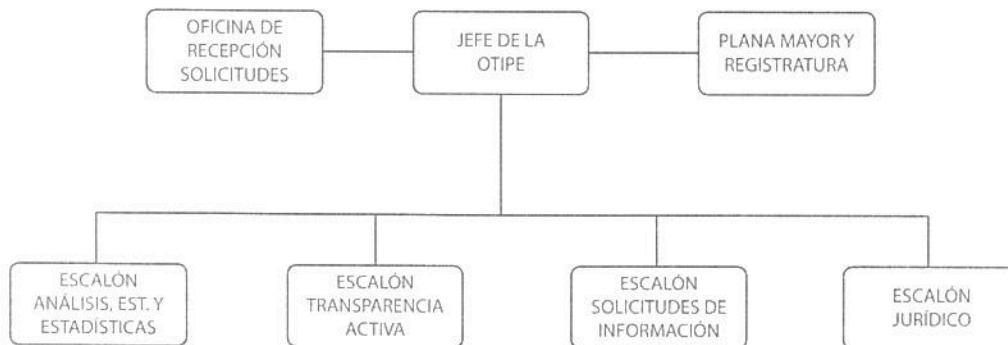 OFICINA DE
RECEPCIÓN
SOLICITUDES
JEFE DE LA
OTIPE
PLANA MAYOR Y
REGISTRATURA
ESCALÓN
ANÁLISIS, EST. Y
ESTADÍSTICAS
ESCALÓN
TRANSPARENCIA
ACTIVA
ESCALÓN
SOLICITUDES DE
INFORMACIÓN
ESCALÓN
JURÍDICO